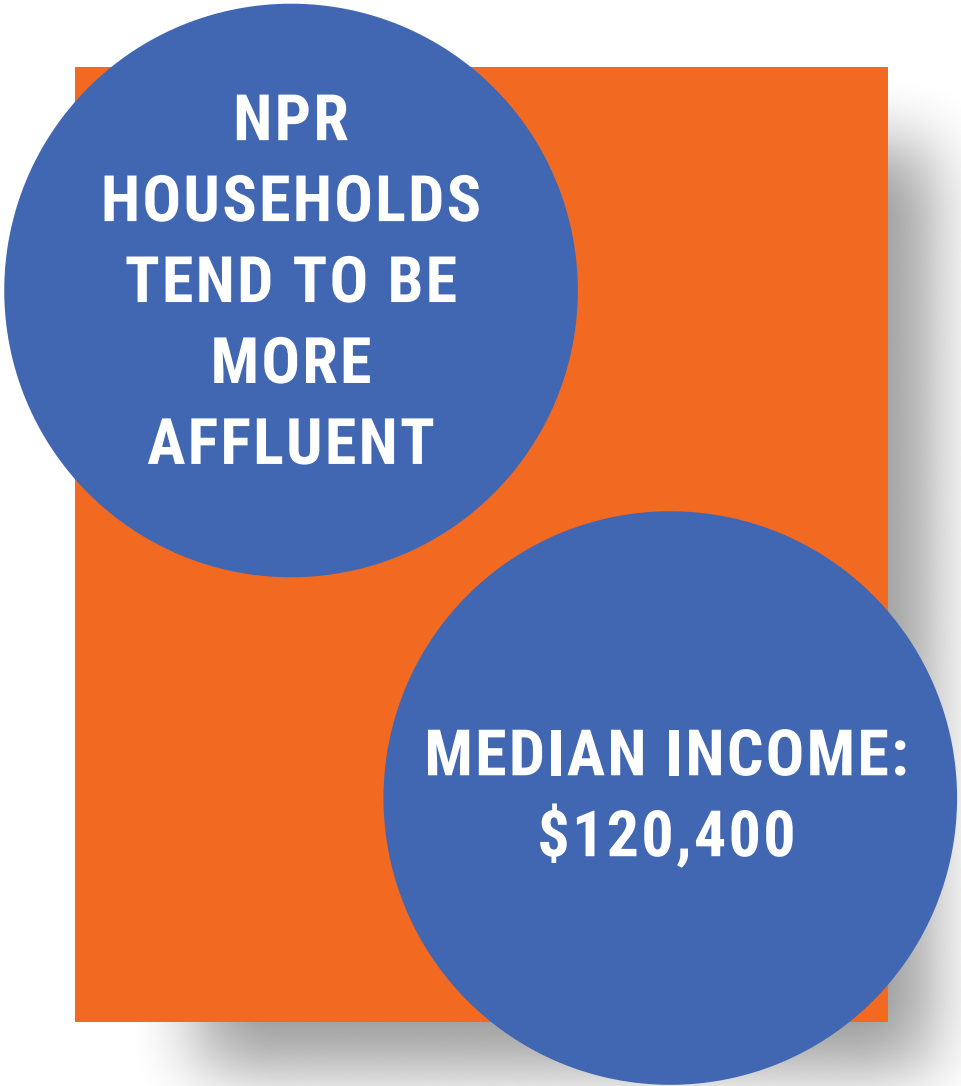 NPR
HOUSEHOLDS
TEND TO BE
MORE
AFFLUENT
MEDIAN INCOME:
$120,400